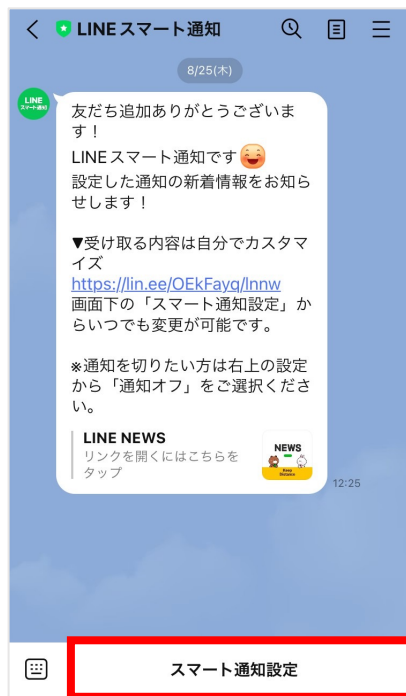 LINEスマート通知
8/25(木)
LINE
スマート通知
友だち追加ありがとうございま
す！
LINEスマート通知です
設定した通知の新着情報をお知ら
せします！
▼受け取る内容は自分でカスタマ
イズ
https://lin.ee/OEkFayq/lnnw
画面下の「スマート通知設定」か
らいつでも変更が可能です。
※通知を切りたい方は右上の設定
から「通知オフ」をご選択くださ
い。
LINE NEWS
リンクを開くにはこちらを
タップ
NEWS
Keep
Distance
12:25
スマート通知設定